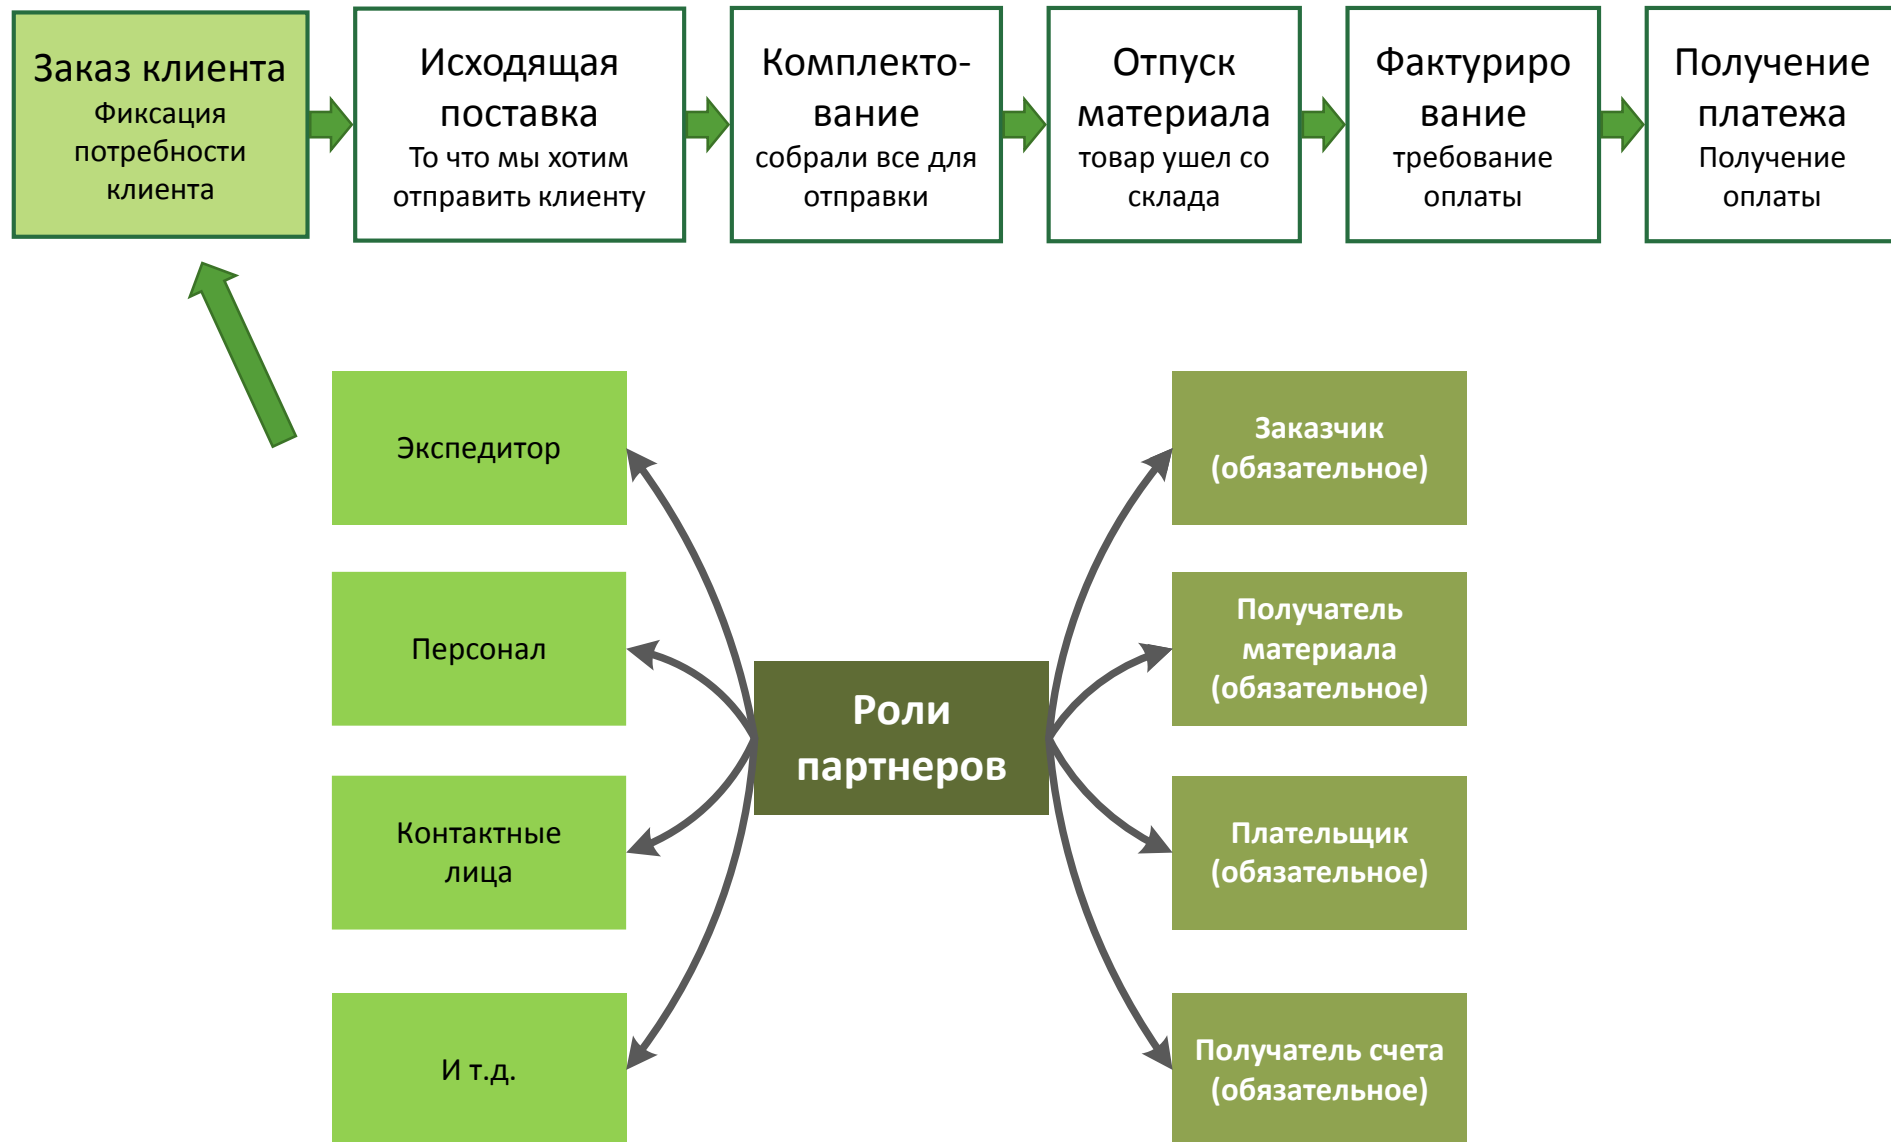 Заказ клиента
Фиксация
потребности
клиента
Исходящая
поставка
То что мы хотим
отправить клиенту
Комплекто-
вание
собрали все для
отправки
Отпуск
материала
товар ушел со
склада
Фактуриро
вание
требование
оплаты
Получение
платежа
Получение
оплаты
Экспедитор
Персонал
Контактные
лица
И т.д.
Роли
партнеров
Заказчик
(обязательное)
Получатель
материала
(обязательное)
Плательщик
(обязательное)
Получатель счета
(обязательное)